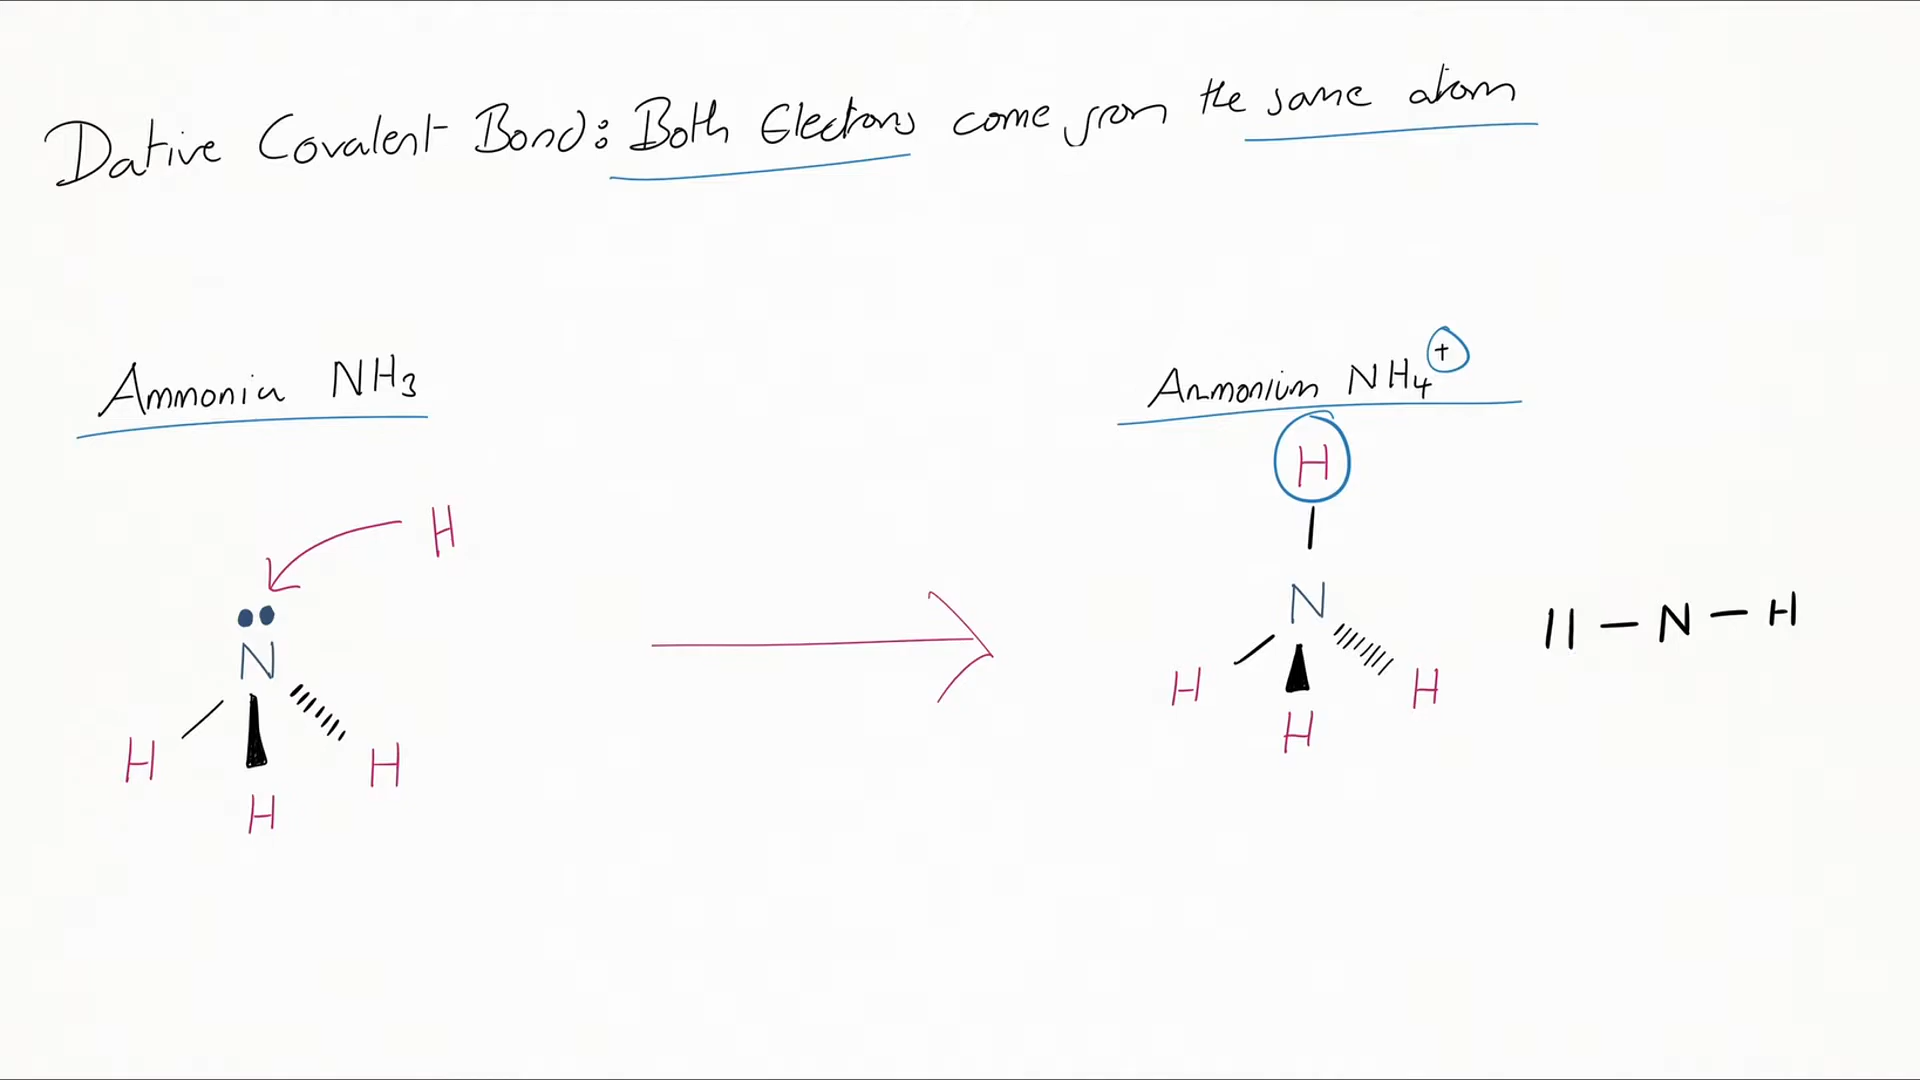 Dative Covalent Bond: Both Electrons come from the same atom
Ammonia NH3
Ammonium NH4+
H
H
N
N
H
H
H
H
H
H
N - H